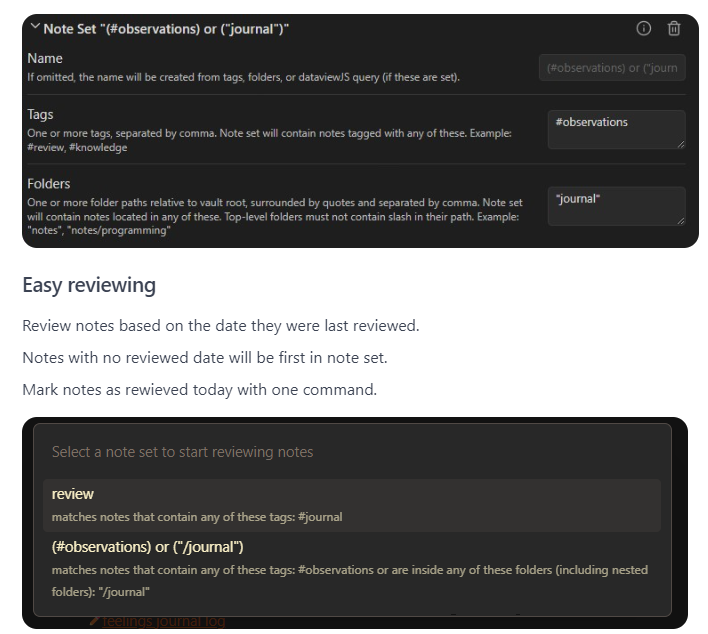 Note Set "(#observations) or ("journal")"
Name
If omitted, the name will be created from tags, folders, or dataviewJS query (if these are set).
(#observations) or ("journ
Tags
One or more tags, separated by comma. Note set will contain notes tagged with any of these. Example:
#review, #knowledge
#observations
Folders
One or more folder paths relative to vault root, surrounded by quotes and separated by comma. Note set
will contain notes located in any of these. Top-level folders must not contain slash in their path. Example:
"notes", "notes/programming"
"journal"
Easy reviewing
Review notes based on the date they were last reviewed.
Notes with no reviewed date will be first in note set.
Mark notes as rewieved today with one command.
Select a note set to start reviewing notes
review
matches notes that contain any of these tags: #journal
(#observations) or ("/journal")
matches notes that contain any of these tags: #observations or are inside any of these folders (including nested
folders): "/journal"
feelings journal log